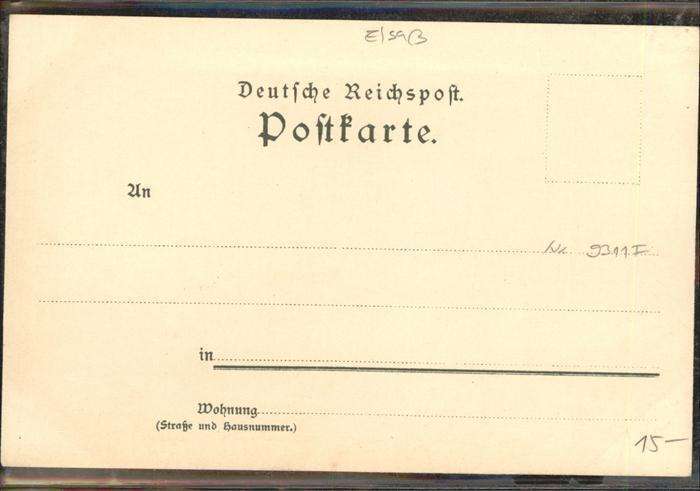 Elsaß
Deutsche Reichspost.
Postkarte.
An
Nr. 9311 I
in
Wohnung
(Straße und Hausnummer.)
15-